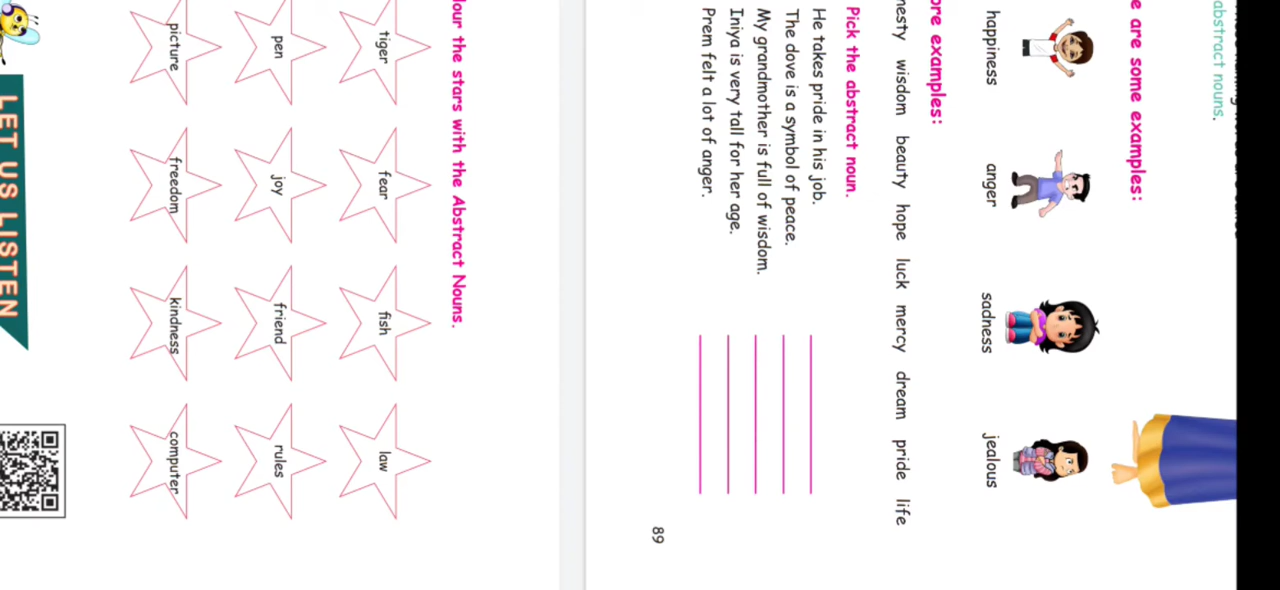 abstract nouns.
e are some examples:
happiness anger sadness jealous
ore examples:
nesty wisdom beauty hope luck mercy dream pride life
Pick the abstract noun.
He takes pride in his job.
The dove is a symbol of peace.
My grandmother is full of wisdom.
Iniya is very tall for her age.
Prem felt a lot of anger.
89
lour the stars with the Abstract Nouns.
tiger fear fish law
pen joy friend rules
picture freedom kindness computer
LET US LISTEN